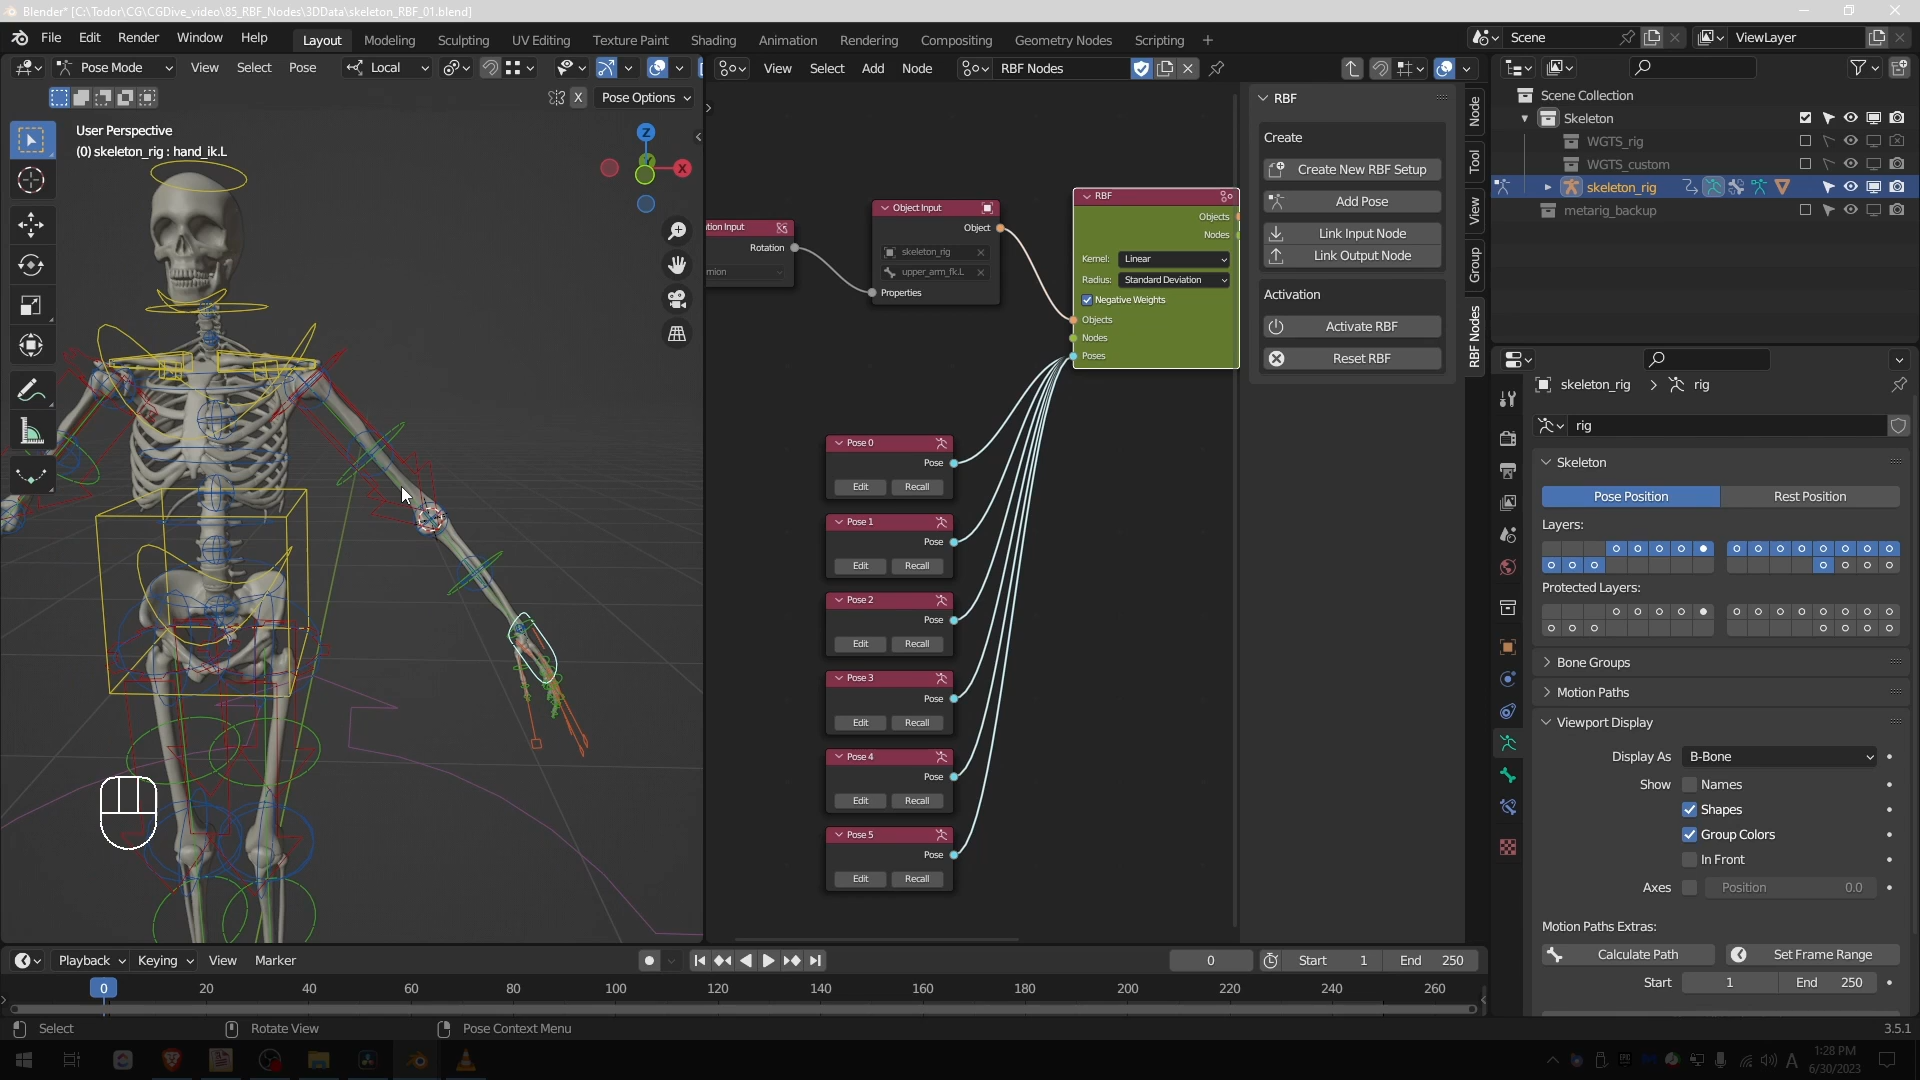 Blender* [C:\Todor\CG\CGDive_video\85_RBF_Nodes\3DData\skeleton_RBF_01.blend]
File Edit Render Window Help
Layout Modeling Sculpting UV Editing Texture Paint Shading Animation Rendering Compositing Geometry Nodes Scripting +
Scene
ViewLayer
Pose Mode View Select Pose Local
View Select Add Node RBF Nodes
X Pose Options
User Perspective
(0) skeleton_rig : hand_ik.L
Z
Y
X
tion Input
Rotation
rnion
Object Input
Object
skeleton_rig
upper_arm_fk.L
Properties
RBF
Objects
Nodes
Kernel: Linear
Radius: Standard Deviation
Negative Weights
Objects
Nodes
Poses
Pose 0
Pose
Edit Recall
Pose 1
Pose
Edit Recall
Pose 2
Pose
Edit Recall
Pose 3
Pose
Edit Recall
Pose 4
Pose
Edit Recall
Pose 5
Pose
Edit Recall
RBF
Create
Create New RBF Setup
Add Pose
Link Input Node
Link Output Node
Activation
Activate RBF
Reset RBF
Node
Tool
View
Group
RBF Nodes
Scene Collection
Skeleton
WGTS_rig
WGTS_custom
skeleton_rig
metarig_backup
skeleton_rig > rig
rig
Skeleton
Pose Position Rest Position
Layers:
Protected Layers:
Bone Groups
Motion Paths
Viewport Display
Display As B-Bone
Show Names
Shapes
Group Colors
In Front
Axes Position 0.0
Motion Paths Extras:
Calculate Path Set Frame Range
Start 1 End 250
Playback Keying View Marker
0 Start 1 End 250
0 20 40 60 80 100 120 140 160 180 200 220 240 260
Select Rotate View Pose Context Menu 3.5.1
A
1:28 PM
6/30/2023